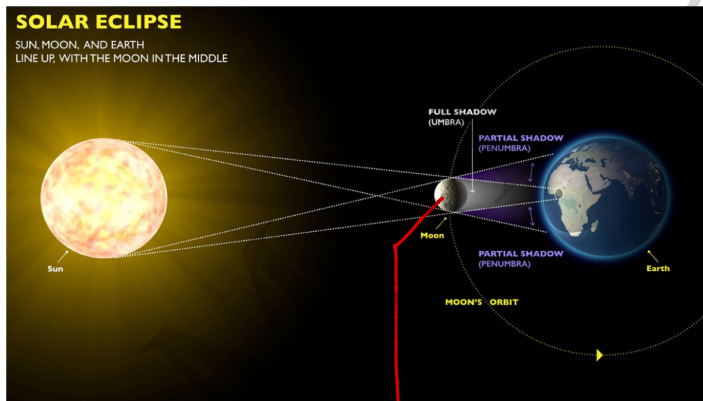 SOLAR ECLIPSE
SUN, MOON, AND EARTH
LINE UP, WITH THE MOON IN THE MIDDLE
FULL SHADOW
(UMBRA)
PARTIAL SHADOW
(PENUMBRA)
Moon
Sun
PARTIAL SHADOW
(PENUMBRA)
Earth
MOON'S ORBIT